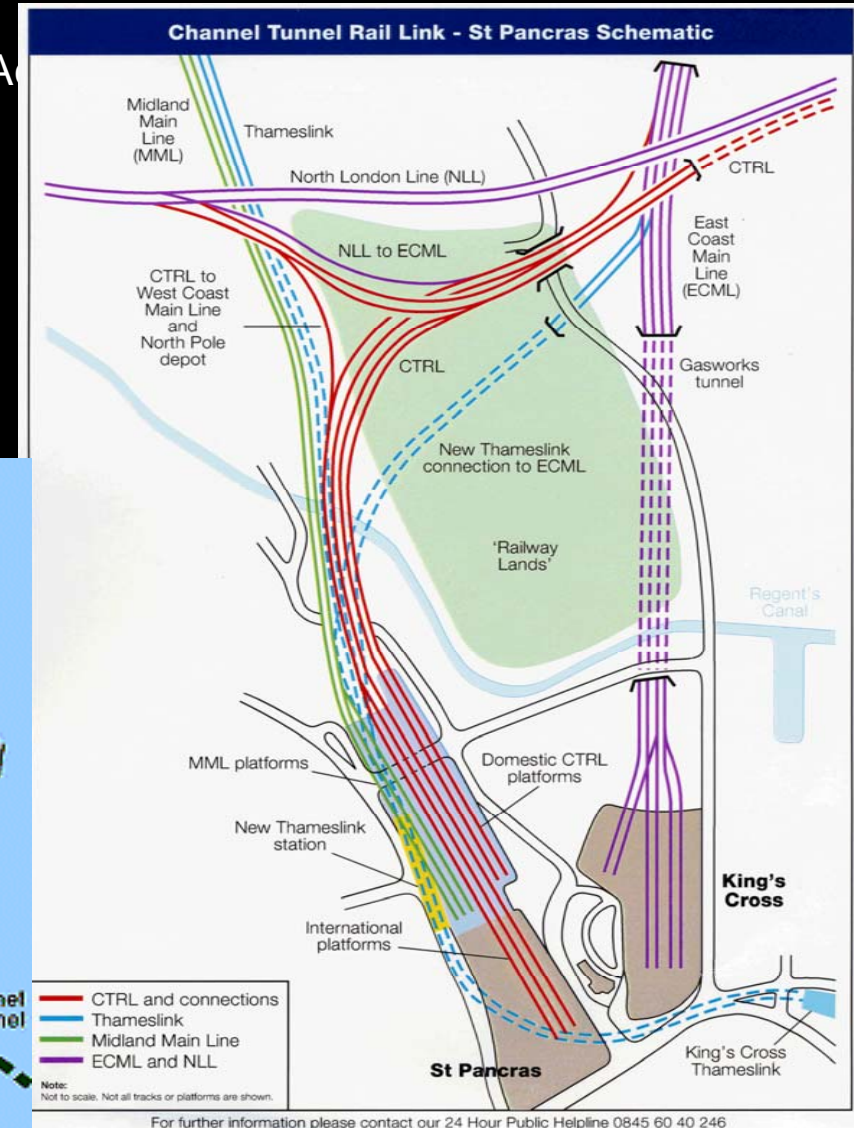 Channel Tunnel Rail Link - St Pancras Schematic
Midland
Main
Line
(MML)
Thameslink
North London Line (NLL)
CTRL
NLL to ECML
East
Coast
Main
Line
(ECML)
CTRL to
West Coast
Main Line
and
North Pole
depot
CTRL
Gasworks
tunnel
New Thameslink
connection to ECML
'Railway
Lands'
Regent's
Canal
MML platforms
Domestic CTRL
platforms
New Thameslink
station
King's
Cross
International
platforms
CTRL and connections
Thameslink
Midland Main Line
ECML and NLL
Note:
Not to scale. Not all tracks or platforms are shown.
St Pancras
King's Cross
Thameslink
For further information please contact our 24 Hour Public Helpline 0845 60 40 246